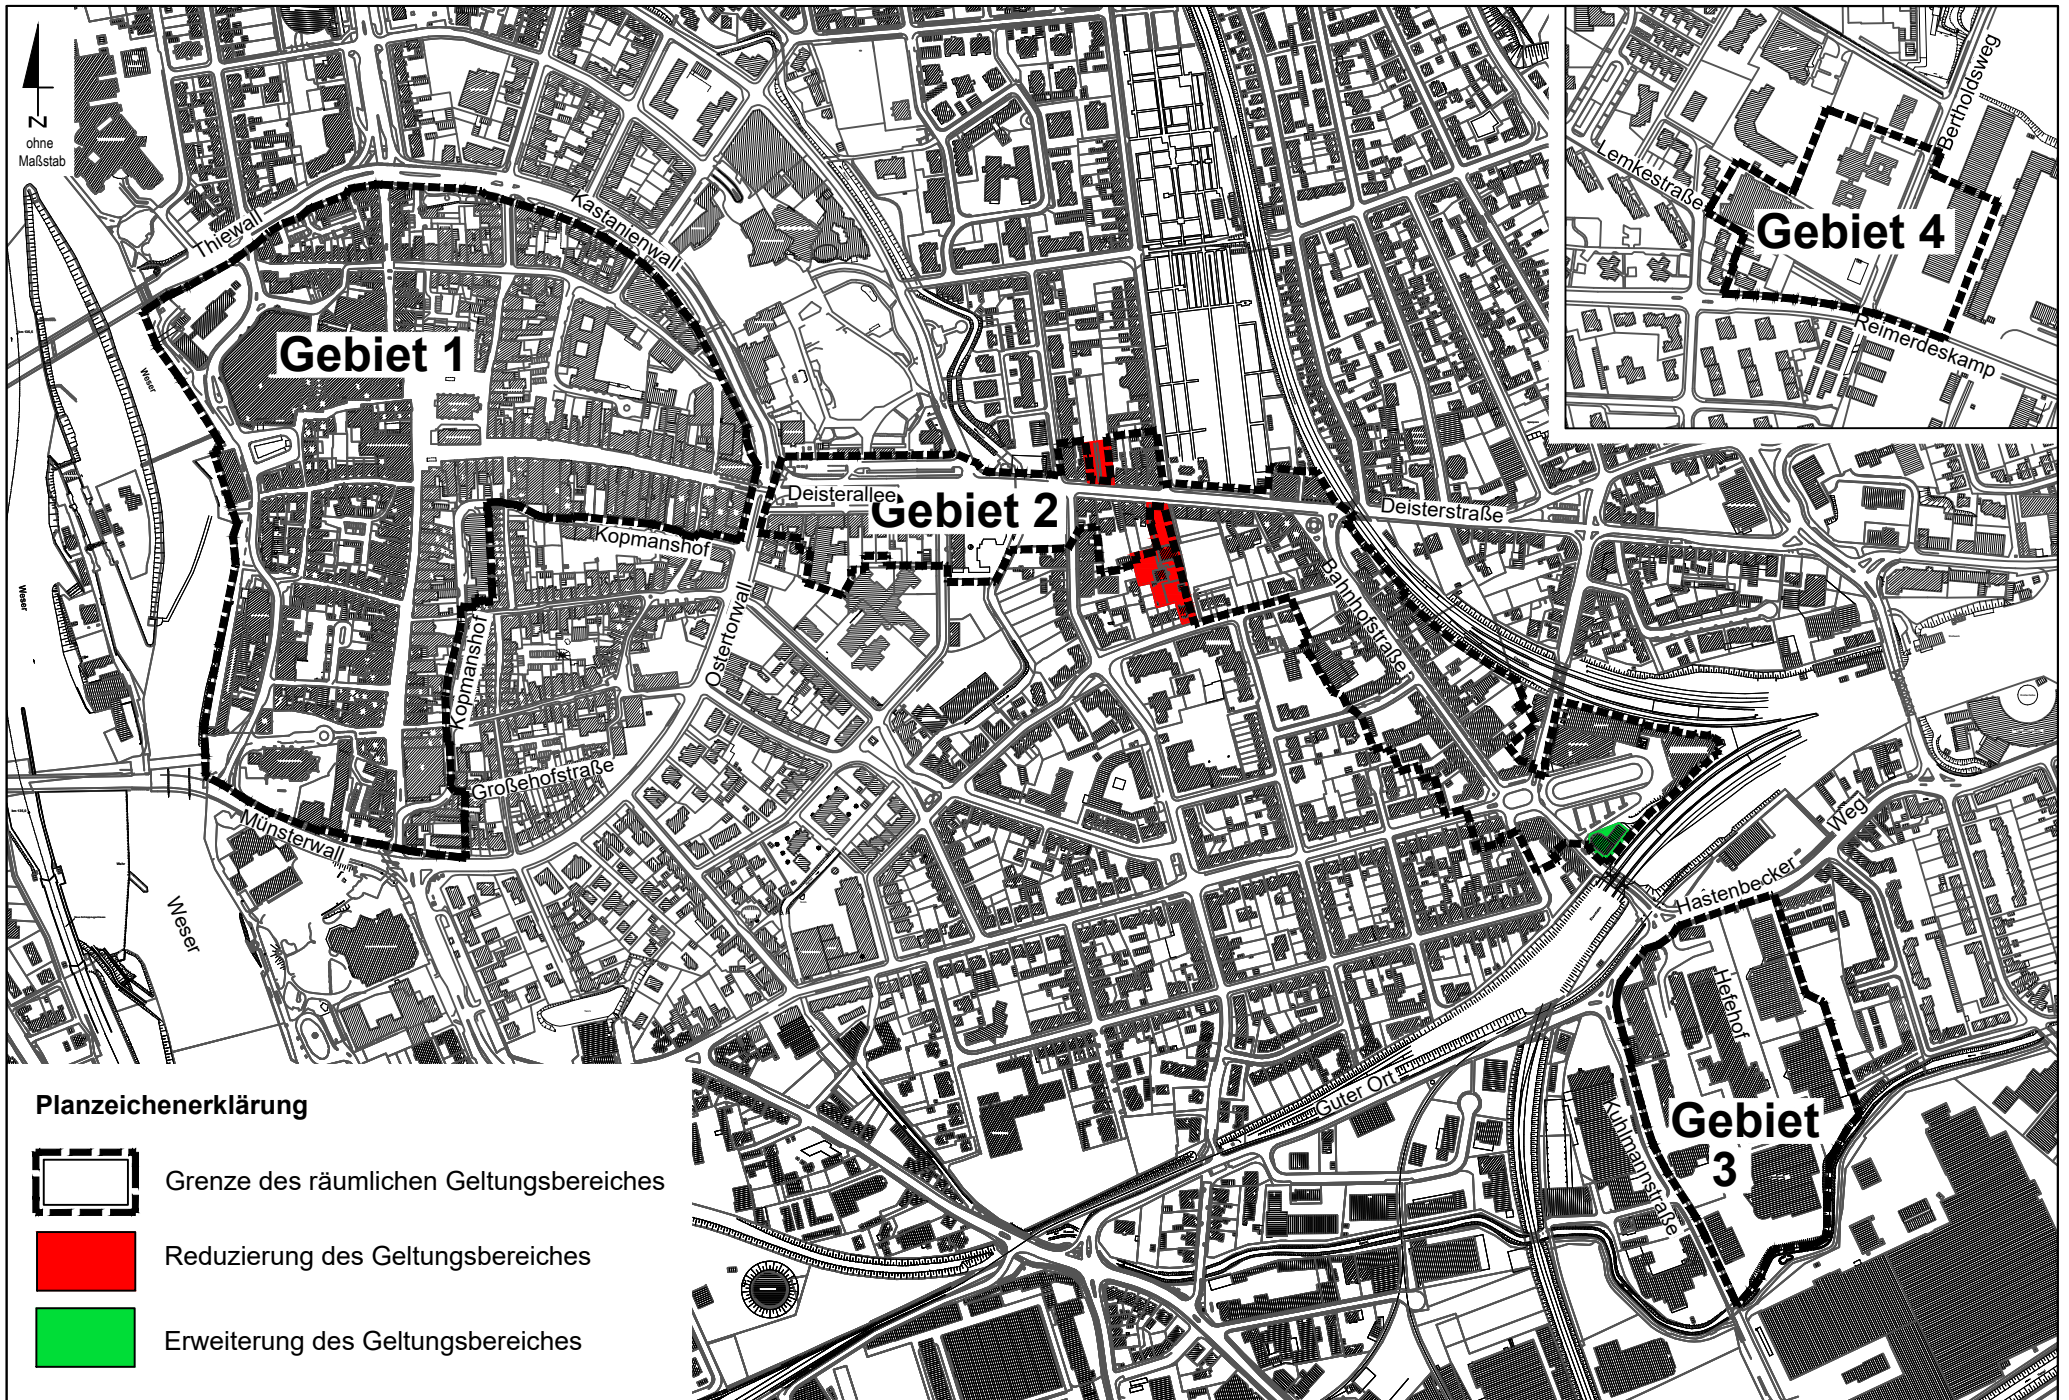 N
ohne
Maßstab
Thiewall
Kastanienwall
Gebiet 1
Weser
Weser
Kopmanshof
Kopmanshof
Ostertorwall
Großehofstraße
Münsterwall
Weser
Deisterallee
Gebiet 2
Deisterstraße
Bahnhofstraße
Lemkestraße
Bertholdsweg
Gebiet 4
Reimerdeskamp
Hastenbecker
Weg
Hefehof
Guter Ort
Kuhlmannstraße
Gebiet
3
Planzeichenerklärung
Grenze des räumlichen Geltungsbereiches
Reduzierung des Geltungsbereiches
Erweiterung des Geltungsbereiches